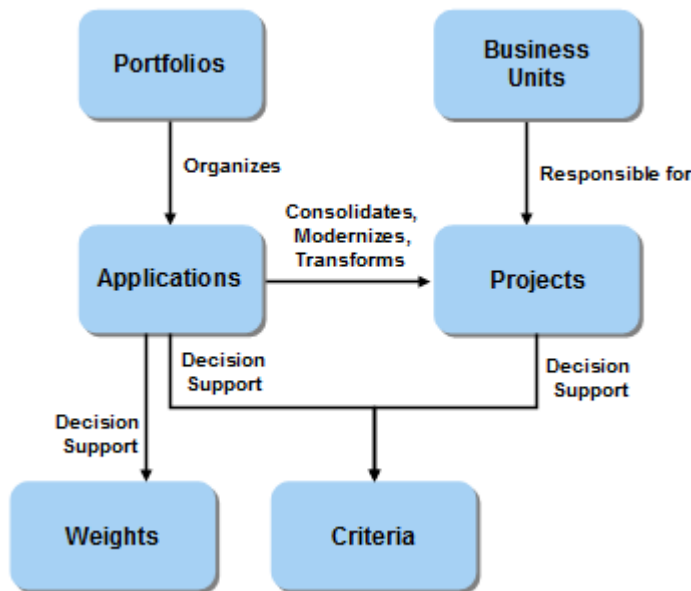 Portfolios
Business
Units
Organizes
Responsible for
Consolidates,
Modernizes,
Transforms
Applications
Projects
Decision
Support
Decision
Support
Decision
Support
Weights
Criteria